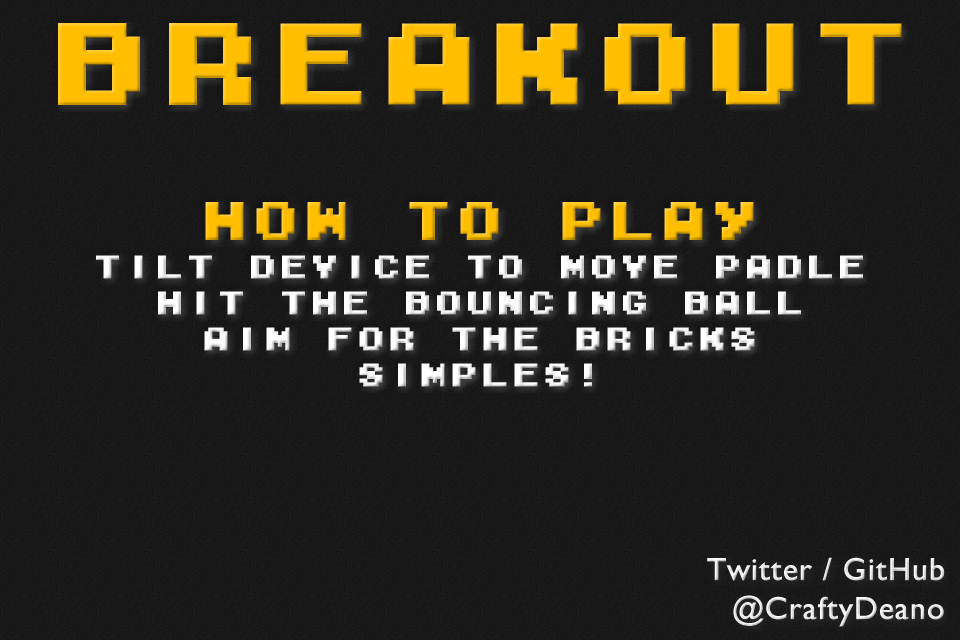 BREAKOUT
HOW TO PLAY
TILT DEVICE TO MOVE PADLE
HIT THE BOUNCING BALL
AIM FOR THE BRICKS
SIMPLES!
Twitter / GitHub
@CraftyDeano